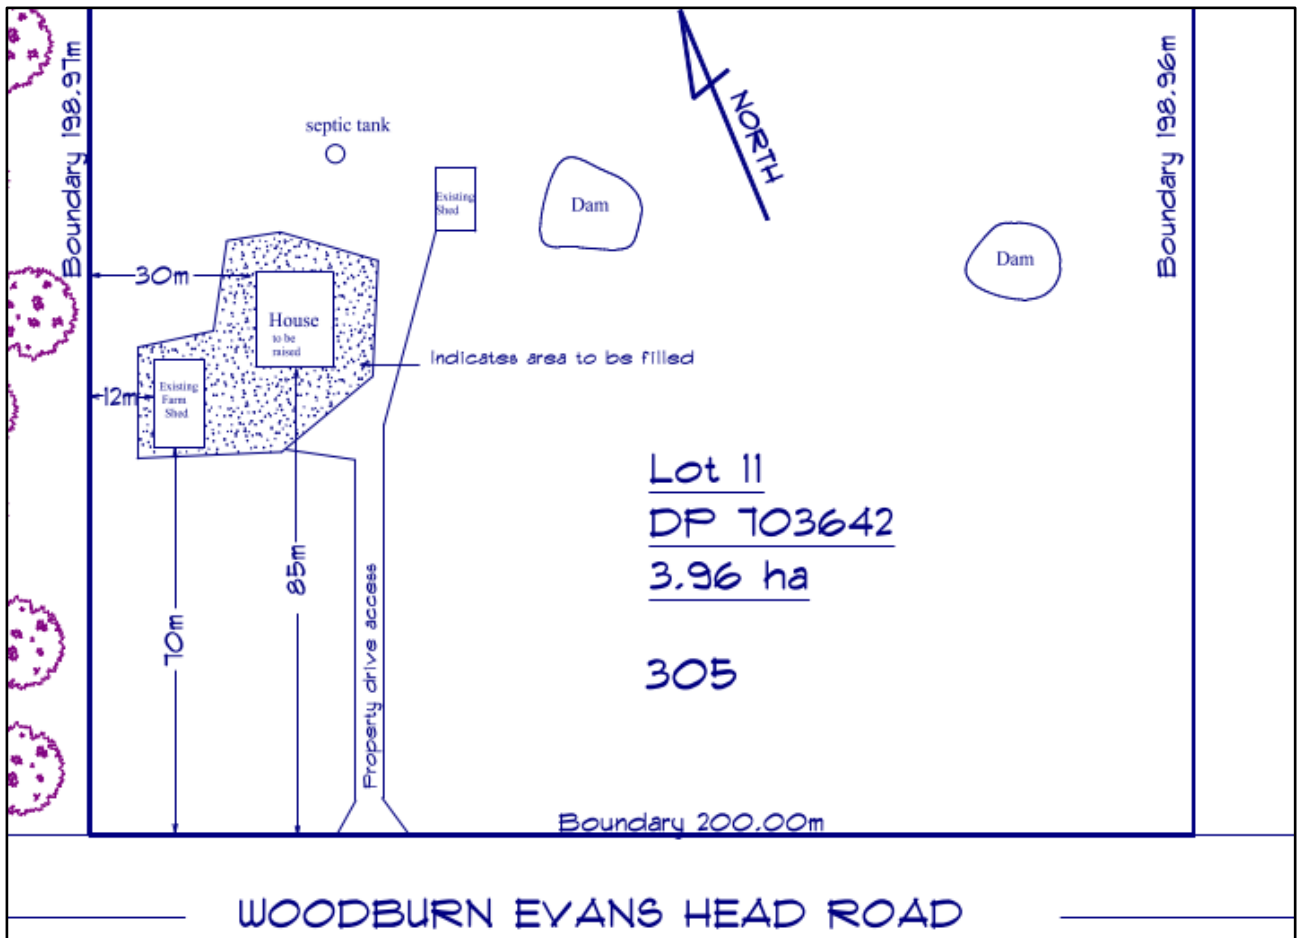 Boundary 198.97m
Boundary 198.96m
NORTH
septic tank
Existing
Shed
Dam
Dam
30m
House
to be
raised
Indicates area to be filled
12m
Existing
Farm
Shed
Lot 11
DP 703642
3.96 ha
305
85m
70m
Property drive access
Boundary 200.00m
WOODBURN EVANS HEAD ROAD